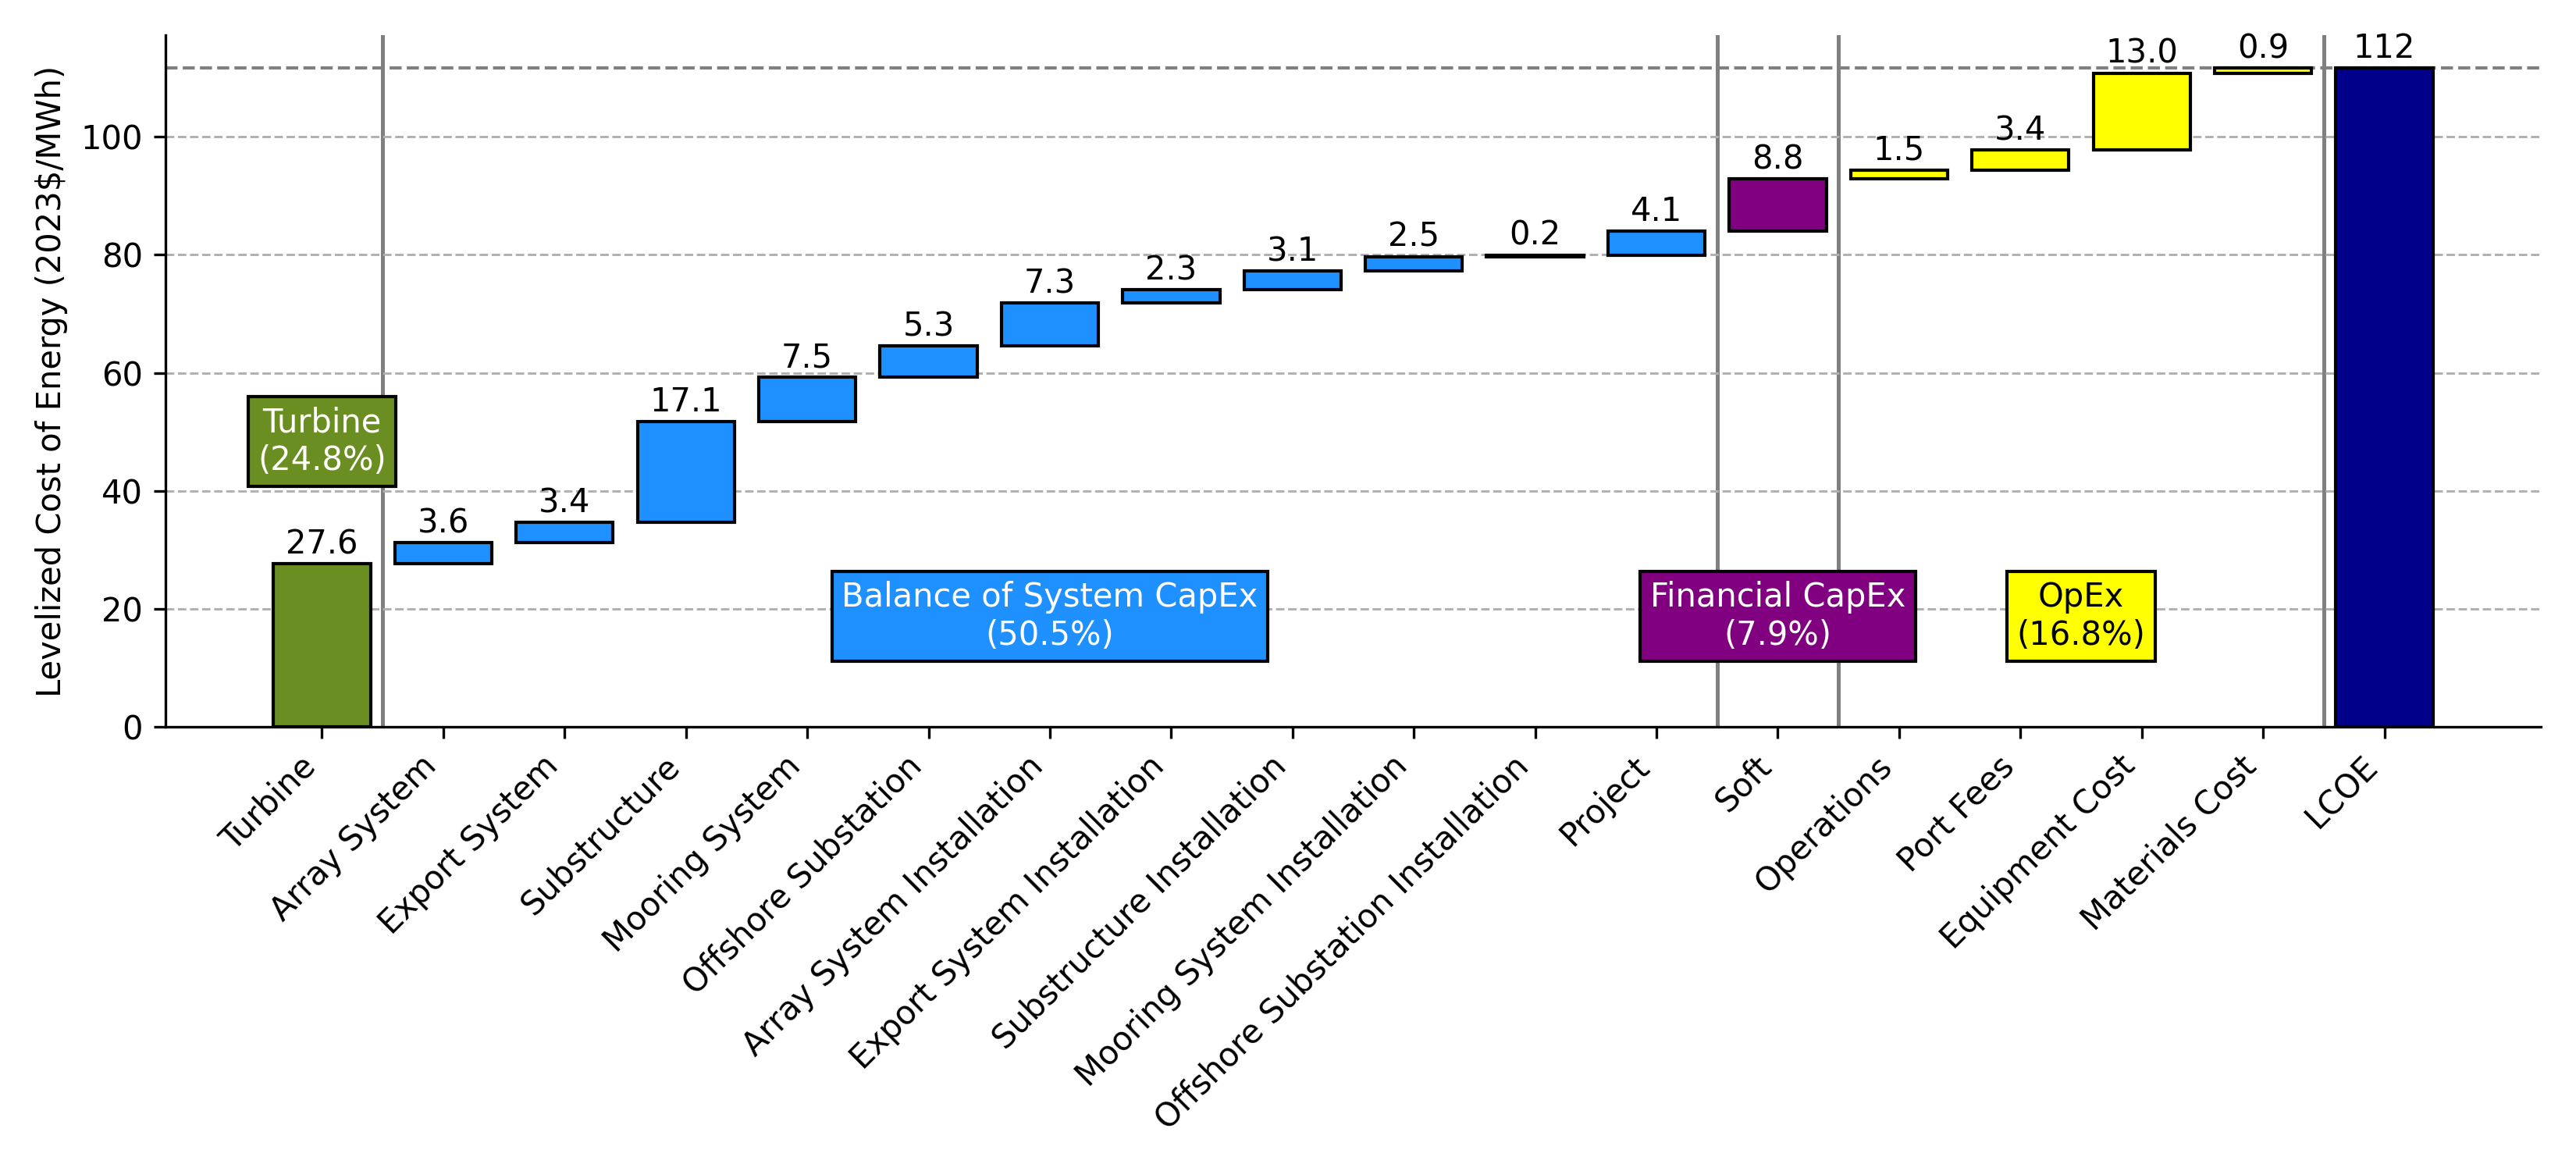 Levelized Cost of Energy (2023$/MWh)
100
80
60
40
20
0
27.6
3.6
3.4
17.1
7.5
5.3
7.3
2.3
3.1
2.5
0.2
4.1
8.8
1.5
3.4
13.0
0.9
112
Turbine
(24.8%)
Balance of System CapEx
(50.5%)
Financial CapEx
(7.9%)
OpEx
(16.8%)
Turbine
Array System
Export System
Substructure
Mooring System
Offshore Substation
Array System Installation
Export System Installation
Substructure Installation
Mooring System Installation
Offshore Substation Installation
Project
Soft
Operations
Port Fees
Equipment Cost
Materials Cost
LCOE